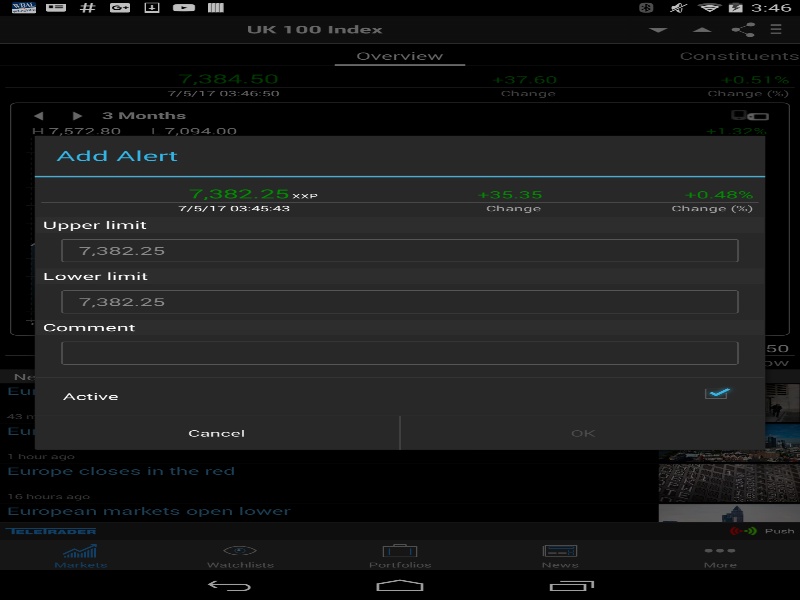 3:46
UK 100 Index
Overview Constituents
7,384.50 +37.60 +0.51%
7/5/17 03:46:50 Change Change (%)
3 Months
H 7,572.80 7,094.00 +1.32%
Add Alert
7,382.25 XXP +35.35 +0.48%
7/5/17 03:45:43 Change Change (%)
Upper limit
7,382.25
Lower limit
7,382.25
Comment
Active
Cancel OK
43 m
1 hour ago
Europe closes in the red
16 hours ago
European markets open lower
TELETRADER Push
Markets Watchlists Portfolios News More